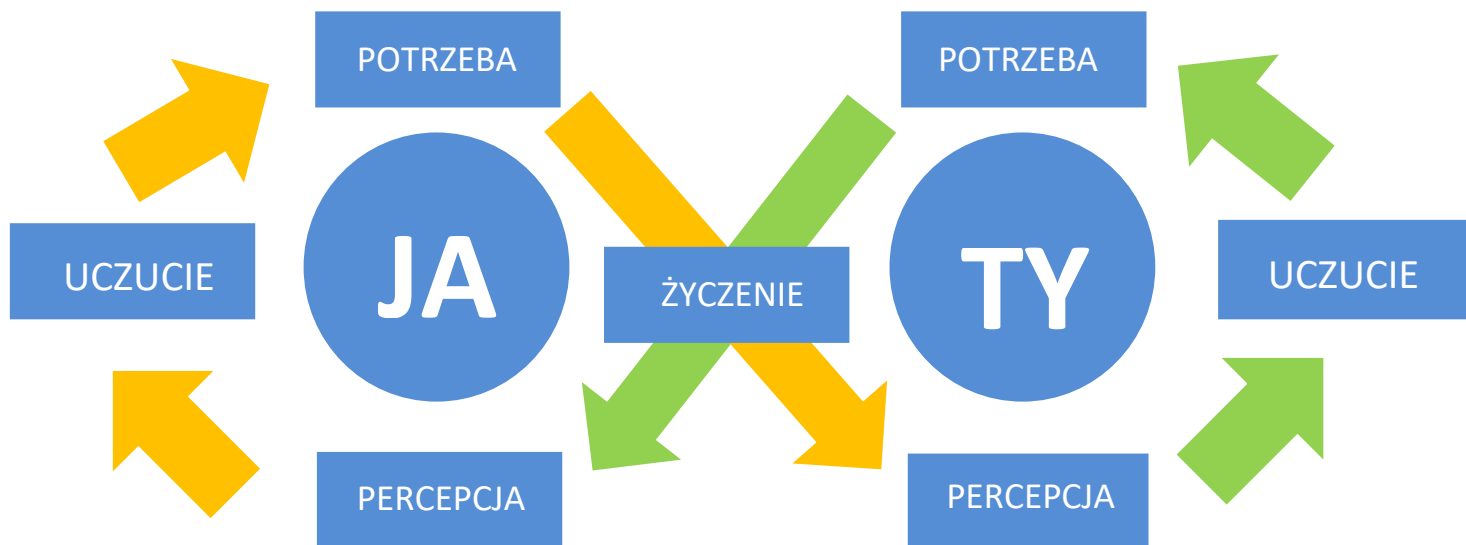 POTRZEBA
POTRZEBA
JA
TY
UCZUCIE
ŻYCZENIE
UCZUCIE
PERCEPCJA
PERCEPCJA